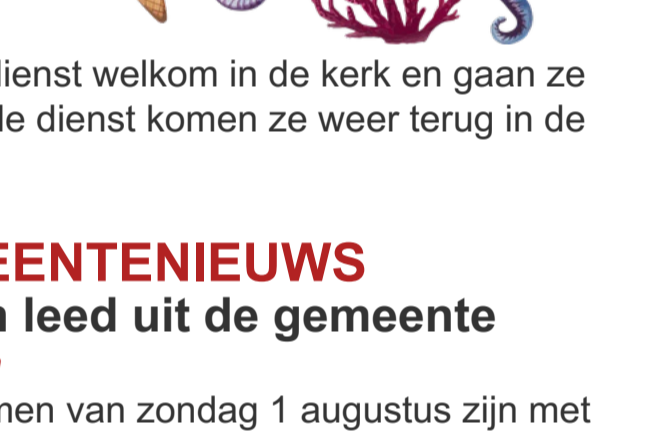 dienst welkom in de kerk en gaan ze
de dienst komen ze weer terug in de
EENTENIEUWS
leed uit de gemeente
van zondag 1 augustus zijn met